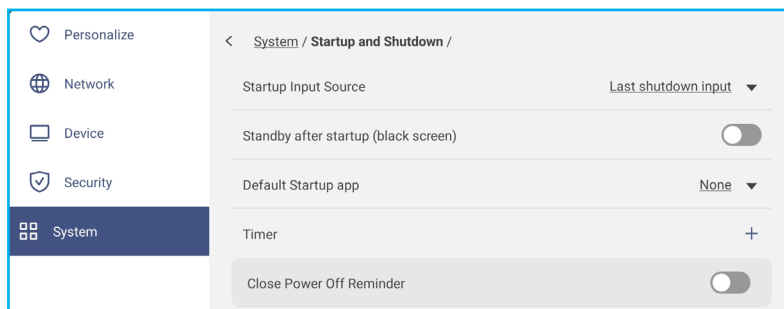 Personalize
Network
Device
Security
System
< System / Startup and Shutdown /
Startup Input Source Last shutdown input
Standby after startup (black screen)
Default Startup app None
Timer +
Close Power Off Reminder